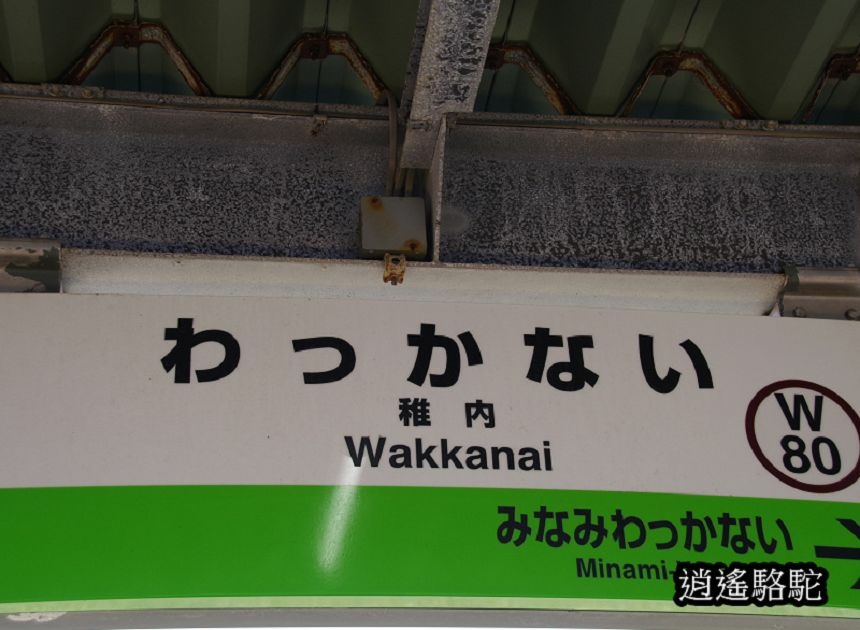 わっかない
稚内
Wakkanai
W
80
みなみわっかない
Minami-
逍遙駱駝